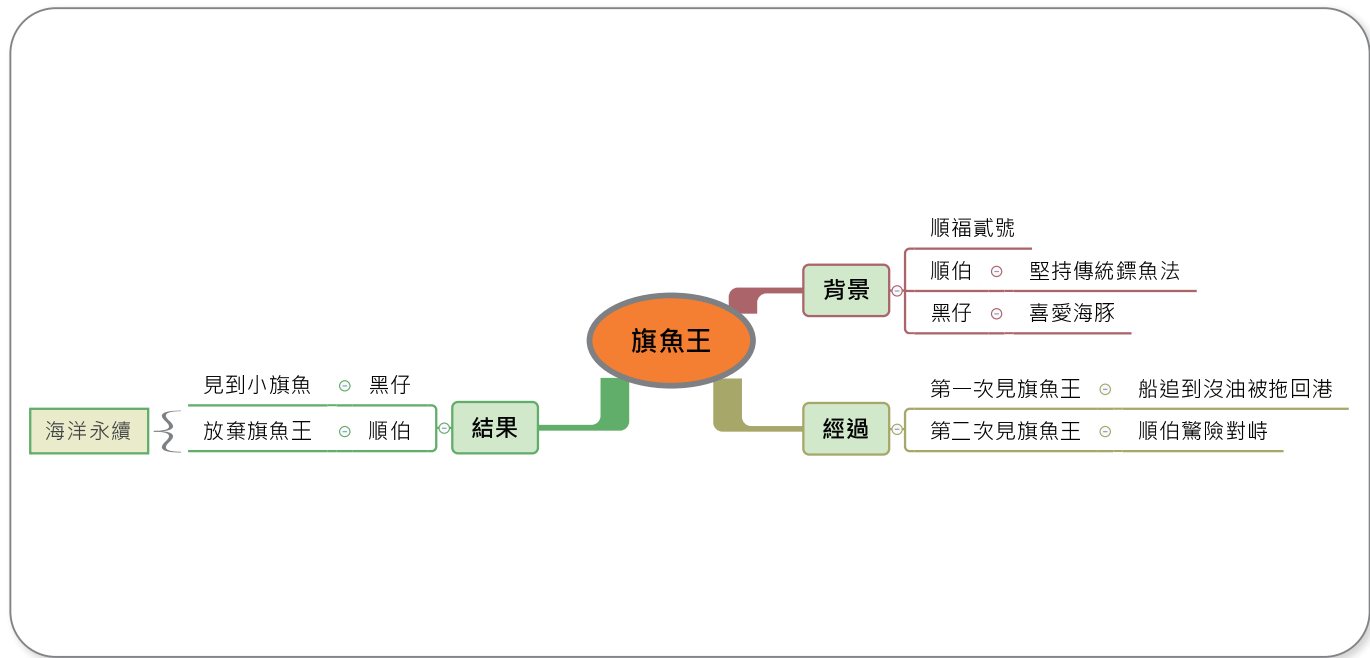 旗魚王
背景
順福貳號
順伯
堅持傳統鏢魚法
黑仔
喜愛海豚
經過
第一次見旗魚王
船追到沒油被拖回港
第二次見旗魚王
順伯驚險對峙
結果
黑仔
見到小旗魚
順伯
放棄旗魚王
海洋永續